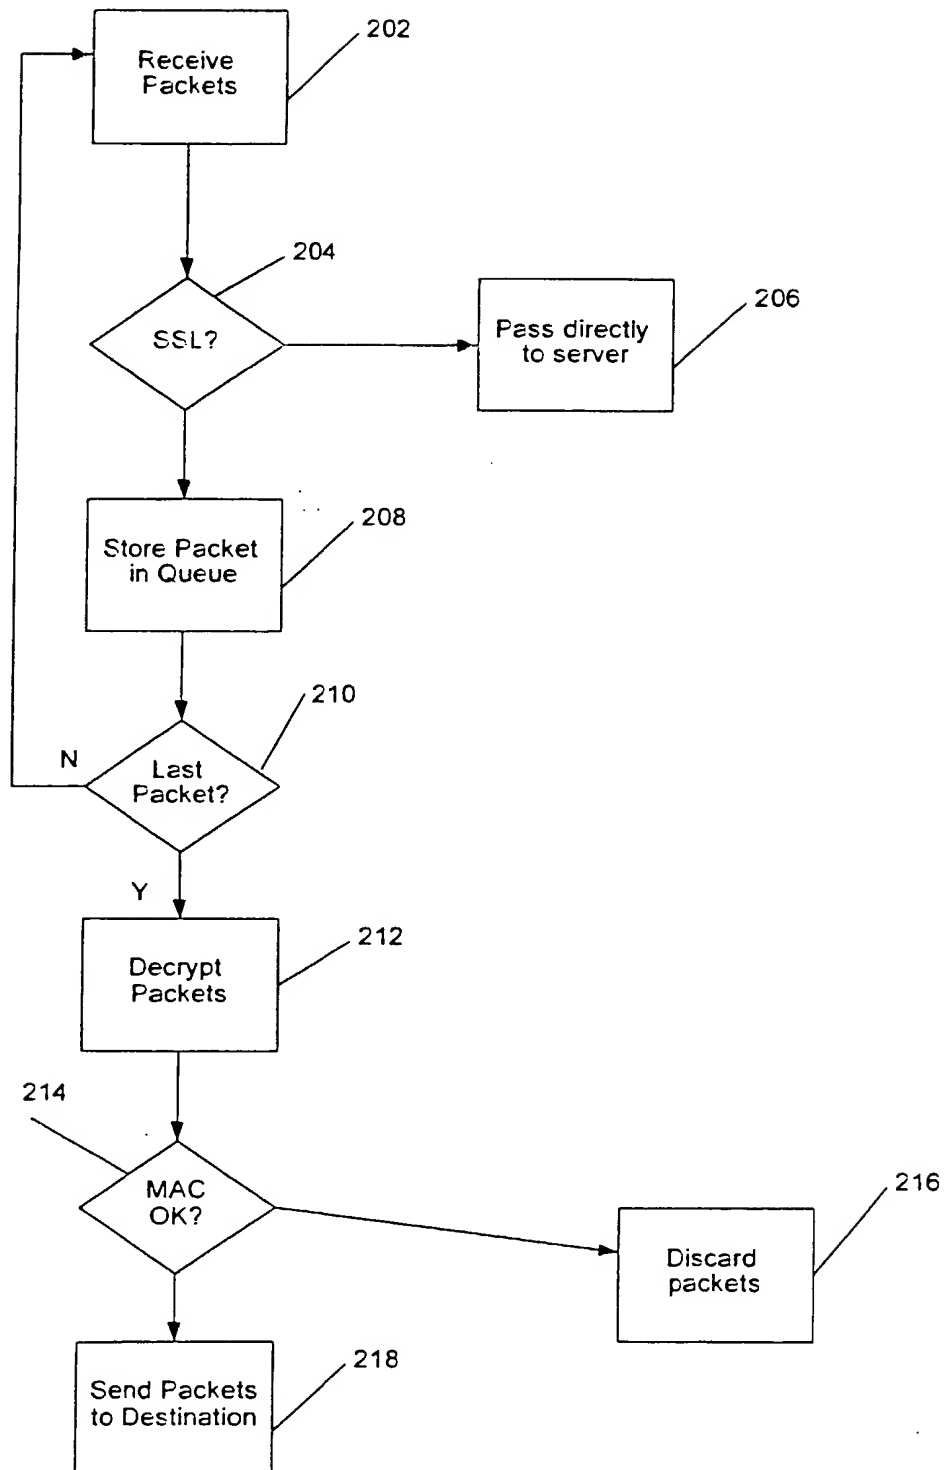 Receive
Packets
202
SSL?
204
Pass directly
to server
206
Store Packet
in Queue
208
Last
Packet?
210
N
Y
Decrypt
Packets
212
214
MAC
OK?
Discard
packets
216
Send Packets
to Destination
218